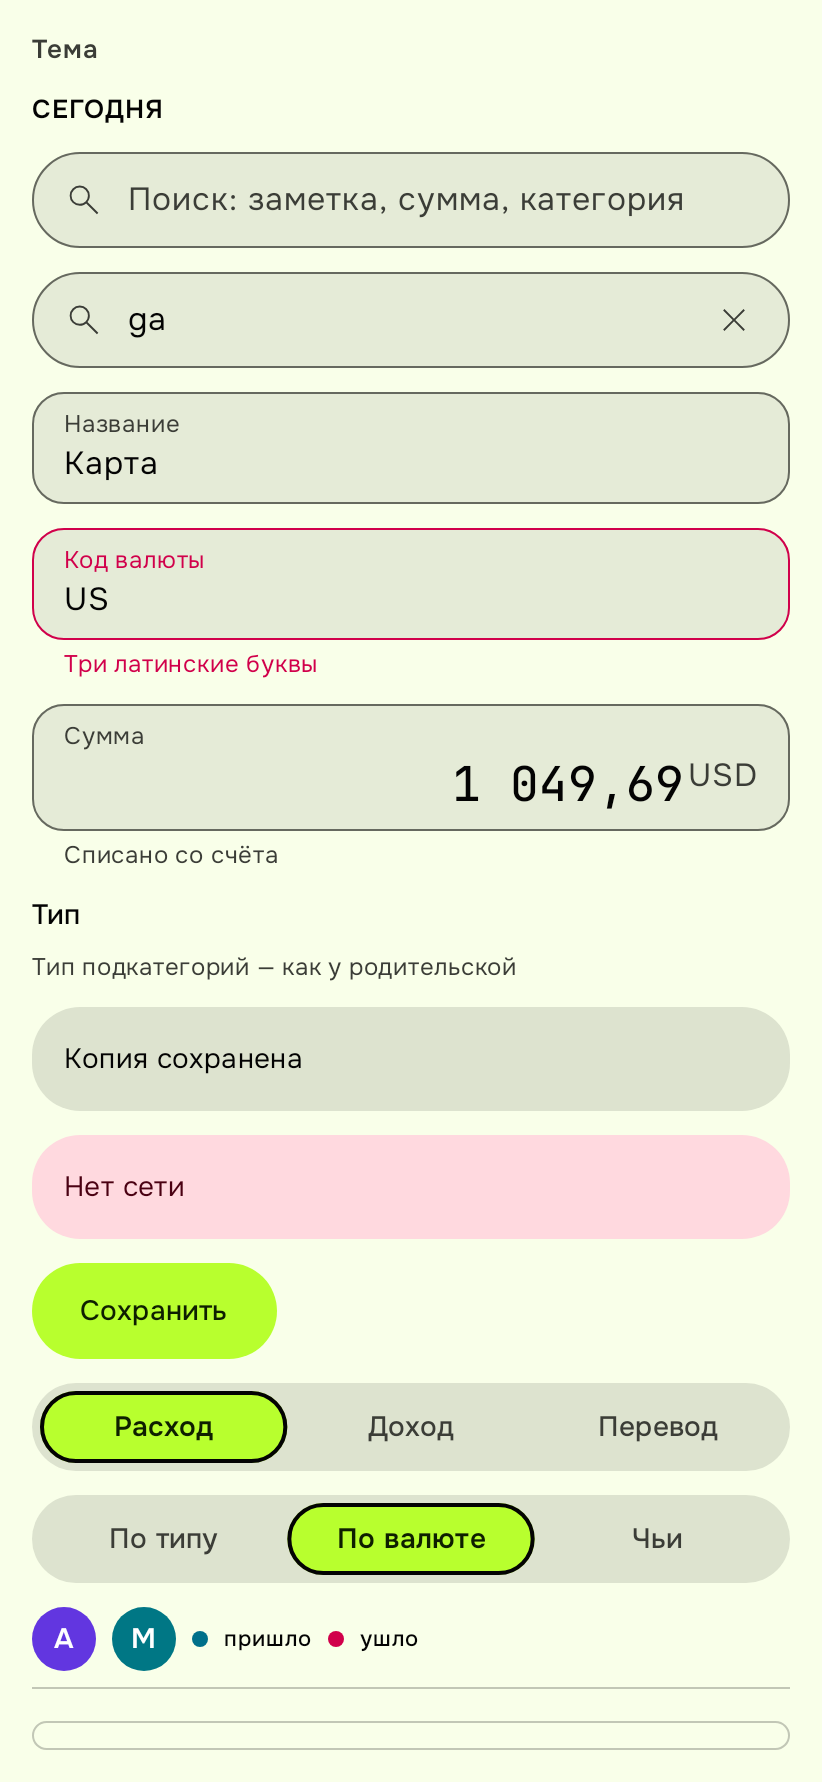 Тема
СЕГОДНЯ
Поиск: заметка, сумма, категория
ga
Название
Карта
Код валюты
US
Три латинские буквы
Сумма
1 049,69 USD
Списано со счёта
Тип
Тип подкатегорий — как у родительской
Копия сохранена
Нет сети
Сохранить
Расход Доход Перевод
По типу По валюте Чьи
А М пришло ушло